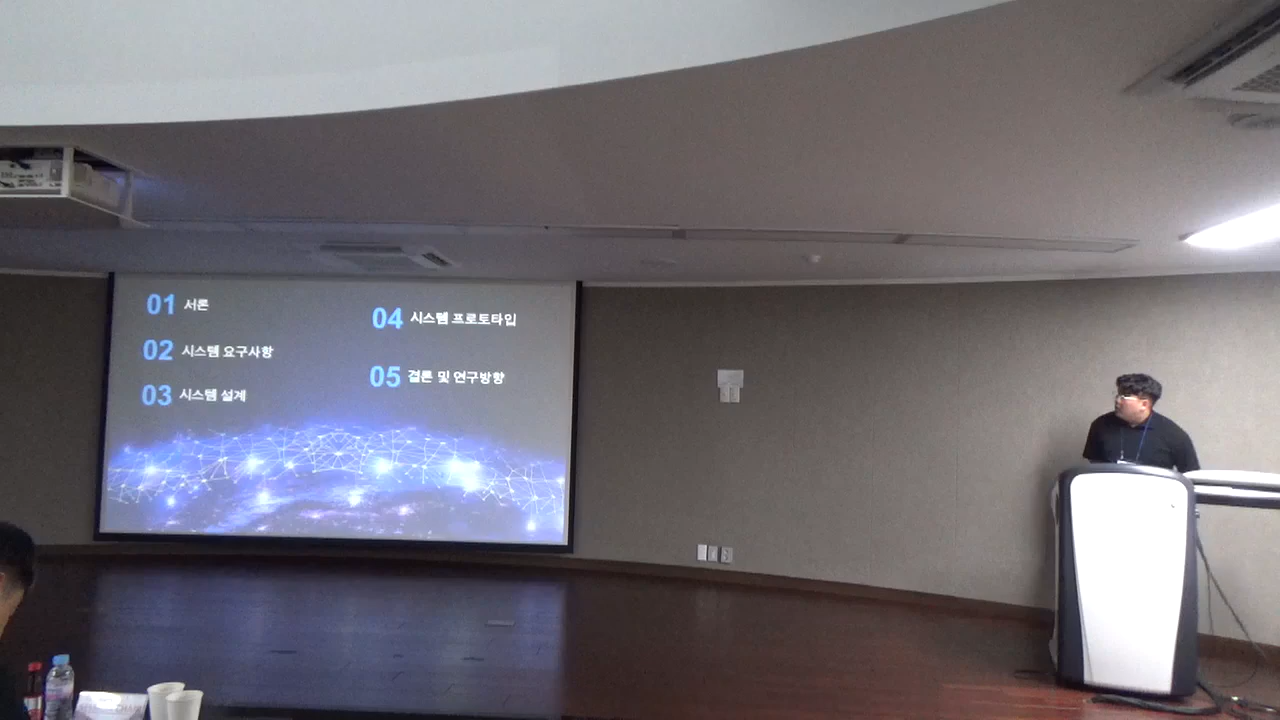 01 서론
02 시스템 요구사항
03 시스템 설계
04 시스템 프로토타입
05 결론 및 연구방향